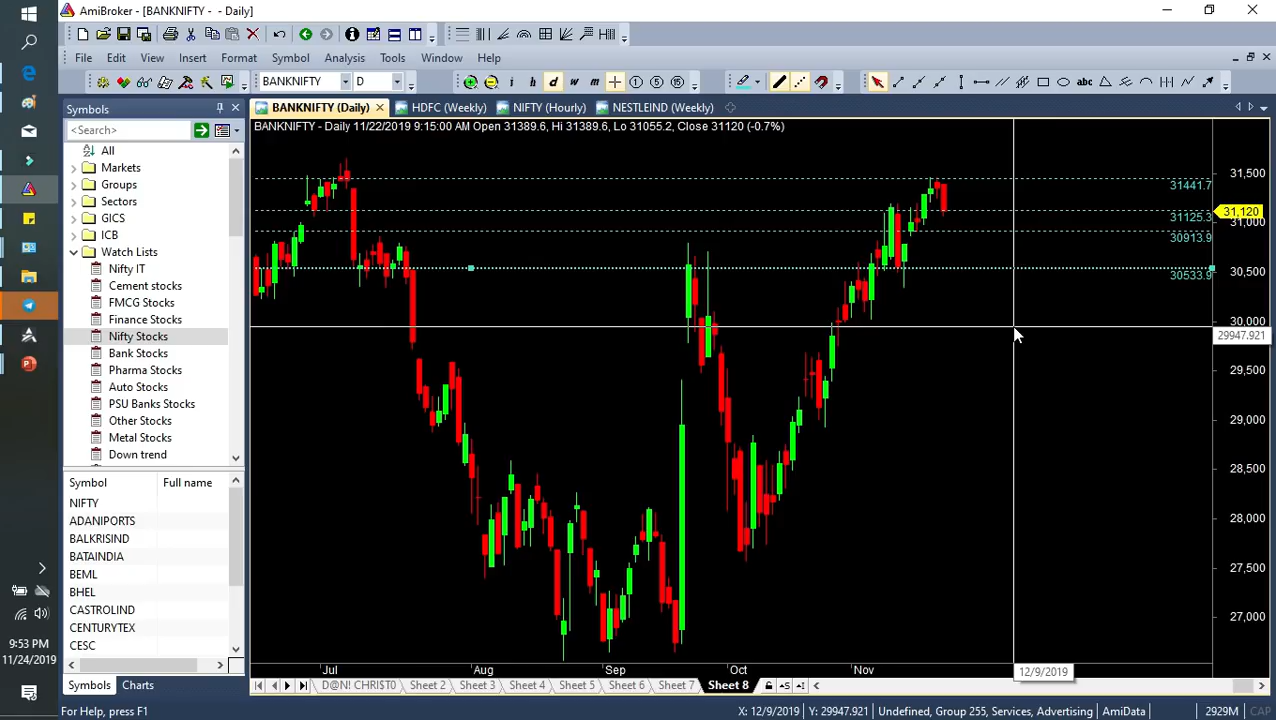 AmiBroker - [BANKNIFTY - - Daily]
File Edit View Insert Format Symbol Analysis Tools Window Help
BANKNIFTY D
i h d w m 1 5 15 abc
Symbols
BANKNIFTY (Daily) HDFC (Weekly) NIFTY (Hourly) NESTLEIND (Weekly)
<Search>
BANKNIFTY - Daily 11/22/2019 9:15:00 AM Open 31389.6, Hi 31389.6, Lo 31055.2, Close 31120 (-0.7%)
All
Markets
Groups
Sectors
GICS
ICB
Watch Lists
Nifty IT
Cement stocks
FMCG Stocks
Finance Stocks
Nifty Stocks
Bank Stocks
Pharma Stocks
Auto Stocks
PSU Banks Stocks
Other Stocks
Metal Stocks
Down trend
Symbol Full name
NIFTY
ADANIPORTS
BALKRISIND
BATAINDIA
BEML
BHEL
CASTROLIND
CENTURYTEX
CESC
Symbols Charts
31441.7
31125.3
30913.9
30533.9
31,500
31,120
31,000
30,500
30,000
29947.921
29,500
29,000
28,500
28,000
27,500
27,000
Jul Aug Sep Oct Nov
12/9/2019
D@N! CHRI$T0 Sheet 2 Sheet 3 Sheet 4 Sheet 5 Sheet 6 Sheet 7 Sheet 8
9:53 PM
11/24/2019
For Help, press F1
X: 12/9/2019 Y: 29947.921 Undefined, Group 255, Services, Advertising AmiData 2929M CAP